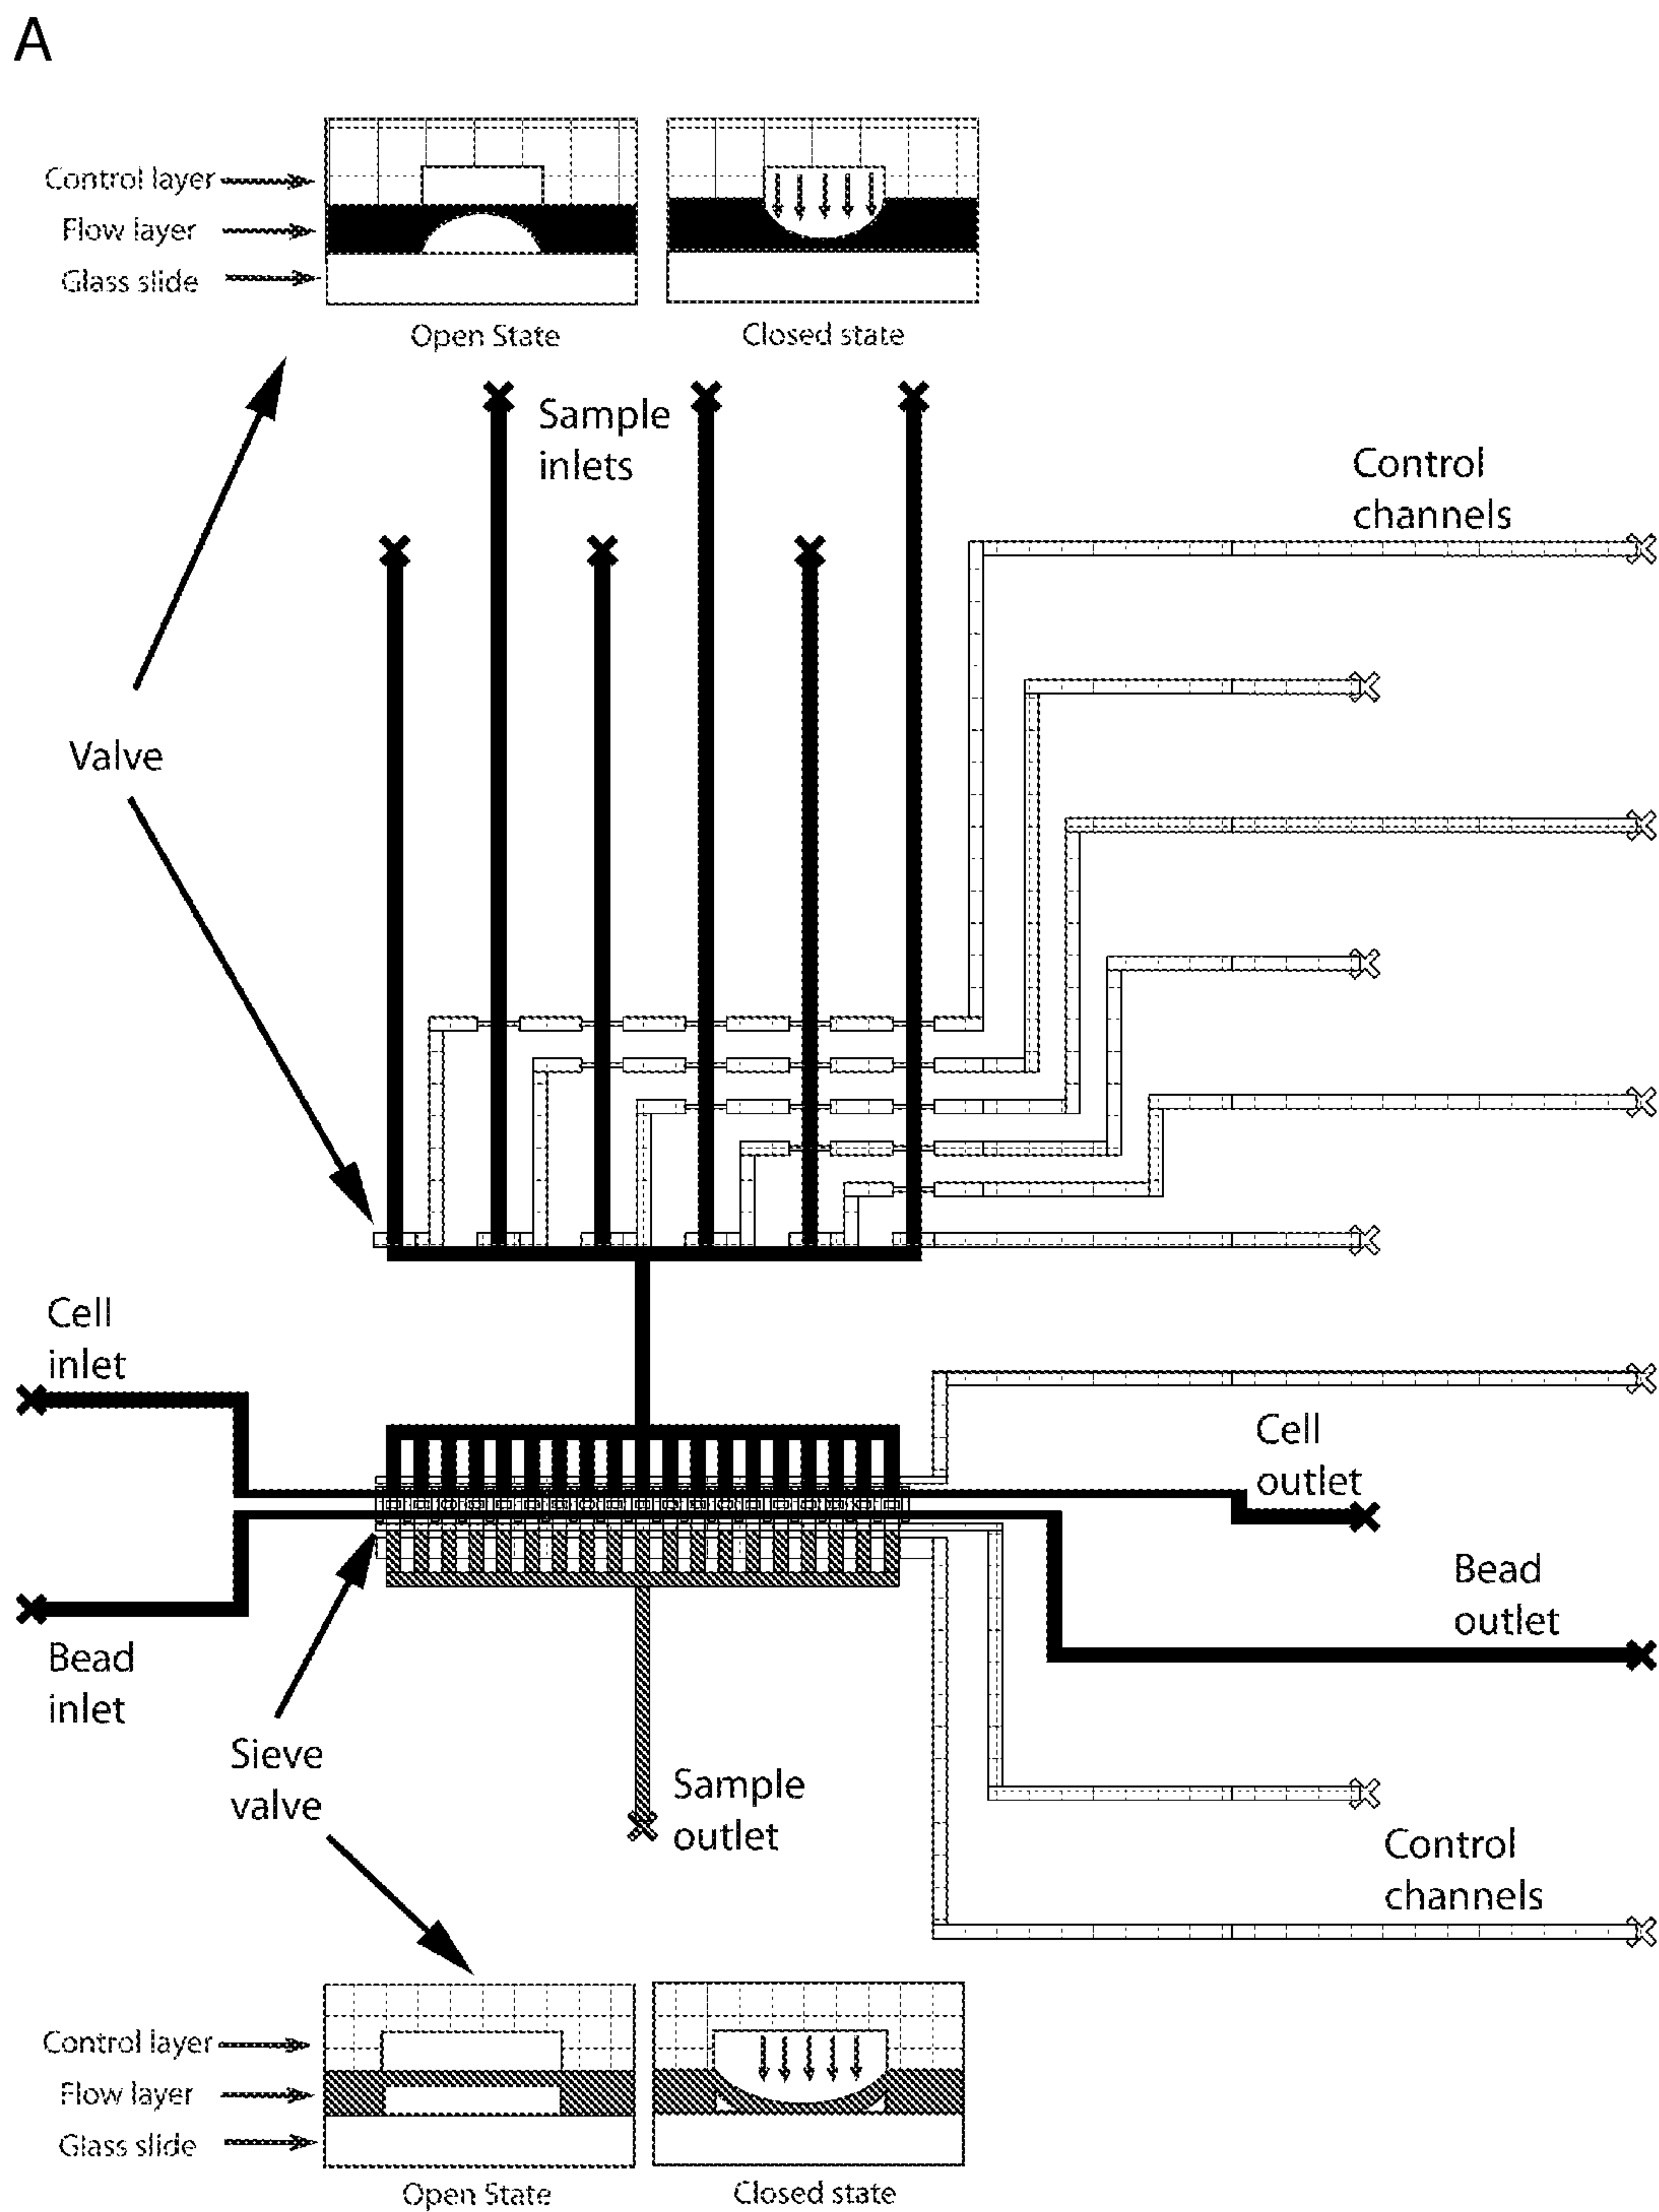 A
Control layer
Flow layer
Glass slide
Open State
Closed state
Sample
inlets
Control
channels
Valve
Cell
inlet
Cell
outlet
Bead
outlet
Bead
inlet
Sieve
valve
Sample
outlet
Control
channels
Control layer
Flow layer
Glass slide
Open State
Closed state